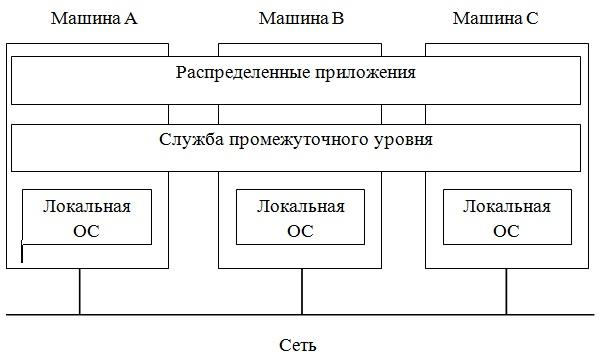 Машина А Машина В Машина С
Распределенные приложения
Служба промежуточного уровня
Локальная Локальная Локальная
ОС ОС ОС
Сеть